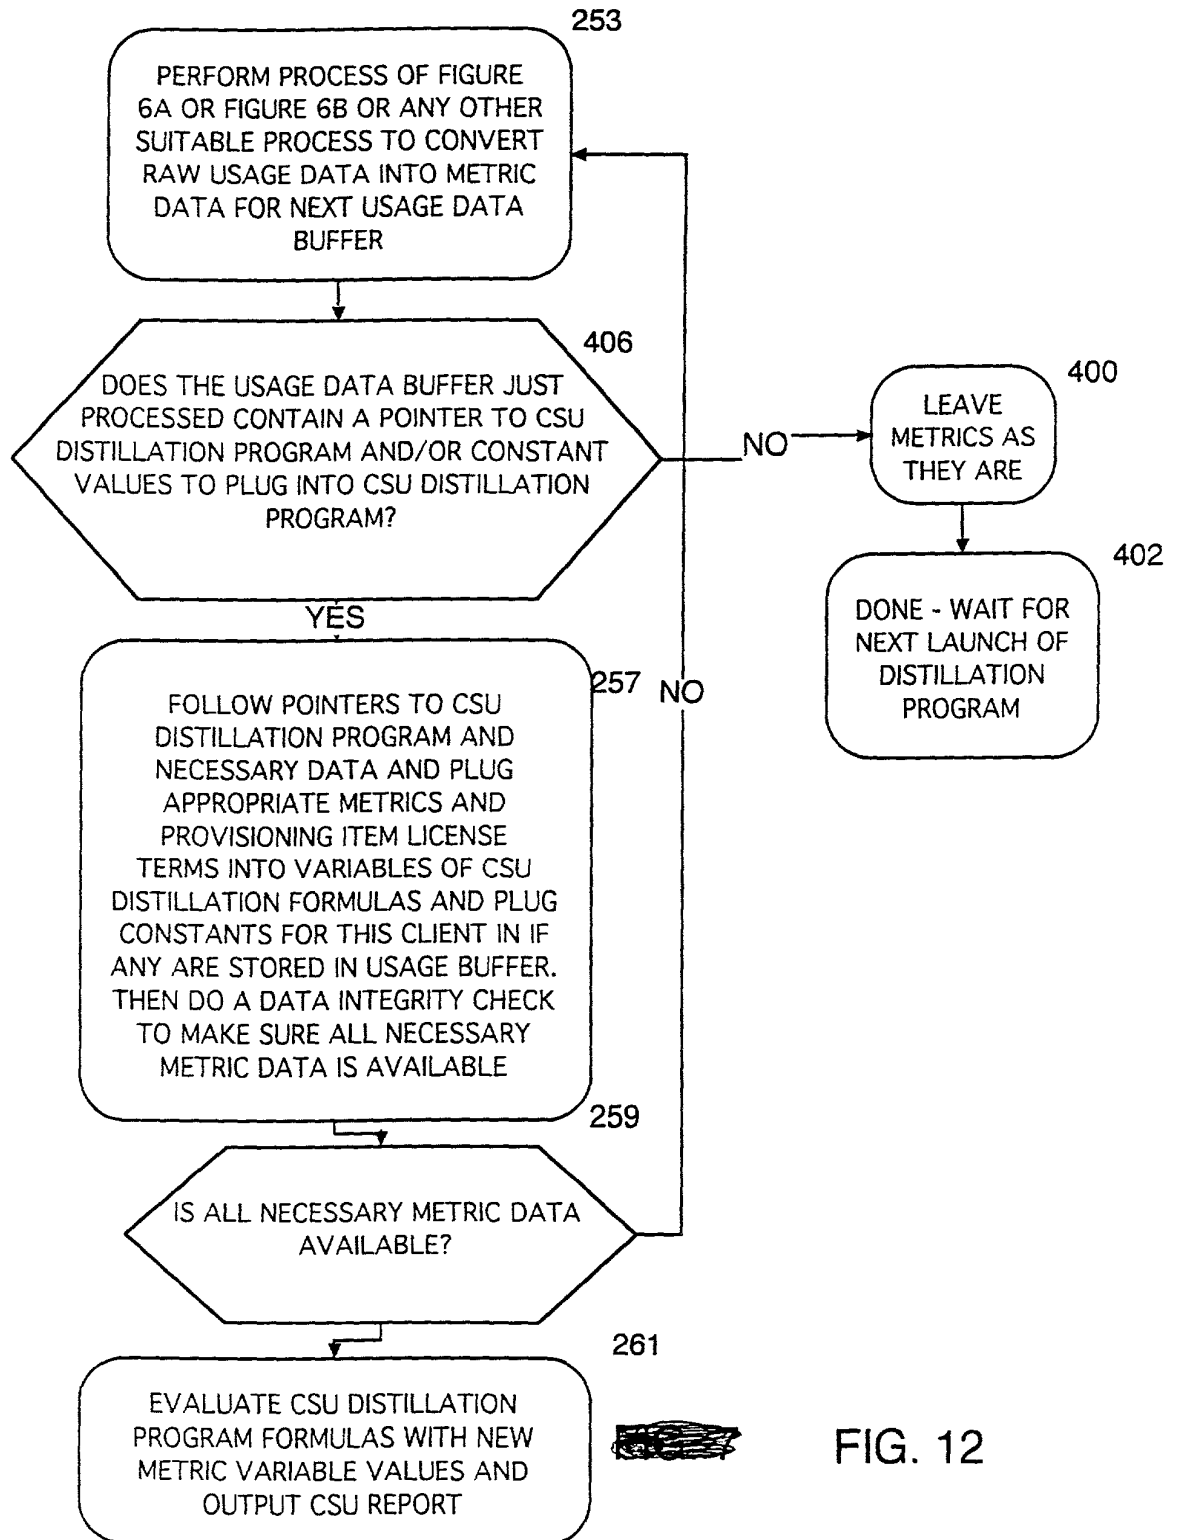 253
PERFORM PROCESS OF FIGURE
6A OR FIGURE 6B OR ANY OTHER
SUITABLE PROCESS TO CONVERT
RAW USAGE DATA INTO METRIC
DATA FOR NEXT USAGE DATA
BUFFER
406
DOES THE USAGE DATA BUFFER JUST
PROCESSED CONTAIN A POINTER TO CSU
DISTILLATION PROGRAM AND/OR CONSTANT
VALUES TO PLUG INTO CSU DISTILLATION
PROGRAM?
NO
400
LEAVE
METRICS AS
THEY ARE
402
DONE - WAIT FOR
NEXT LAUNCH OF
DISTILLATION
PROGRAM
YES
257
NO
FOLLOW POINTERS TO CSU
DISTILLATION PROGRAM AND
NECESSARY DATA AND PLUG
APPROPRIATE METRICS AND
PROVISIONING ITEM LICENSE
TERMS INTO VARIABLES OF CSU
DISTILLATION FORMULAS AND PLUG
CONSTANTS FOR THIS CLIENT IN IF
ANY ARE STORED IN USAGE BUFFER.
THEN DO A DATA INTEGRITY CHECK
TO MAKE SURE ALL NECESSARY
METRIC DATA IS AVAILABLE
259
IS ALL NECESSARY METRIC DATA
AVAILABLE?
261
EVALUATE CSU DISTILLATION
PROGRAM FORMULAS WITH NEW
METRIC VARIABLE VALUES AND
OUTPUT CSU REPORT
FIG. 12